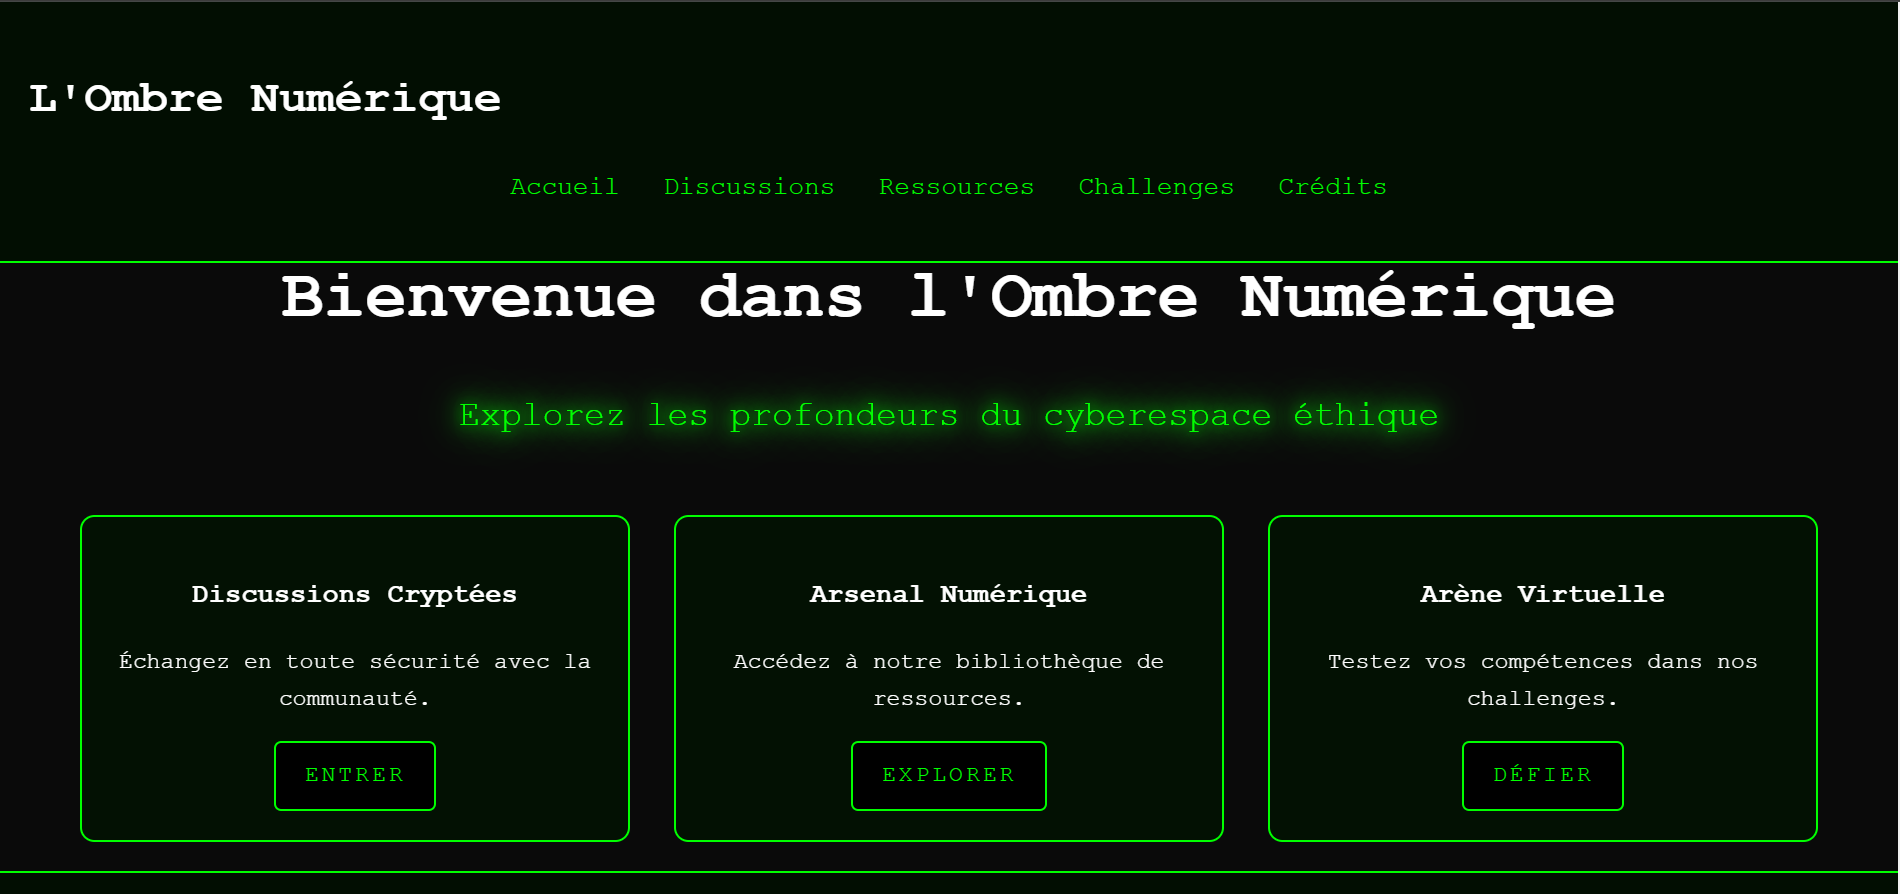 L'Ombre Numérique
Accueil Discussions Ressources Challenges Crédits
Bienvenue dans l'Ombre Numérique
Explorez les profondeurs du cyberespace éthique
Discussions Cryptées
Échangez en toute sécurité avec la
communauté.
ENTRER
Arsenal Numérique
Accédez à notre bibliothèque de
ressources.
EXPLORER
Arène Virtuelle
Testez vos compétences dans nos
challenges.
DÉFIER